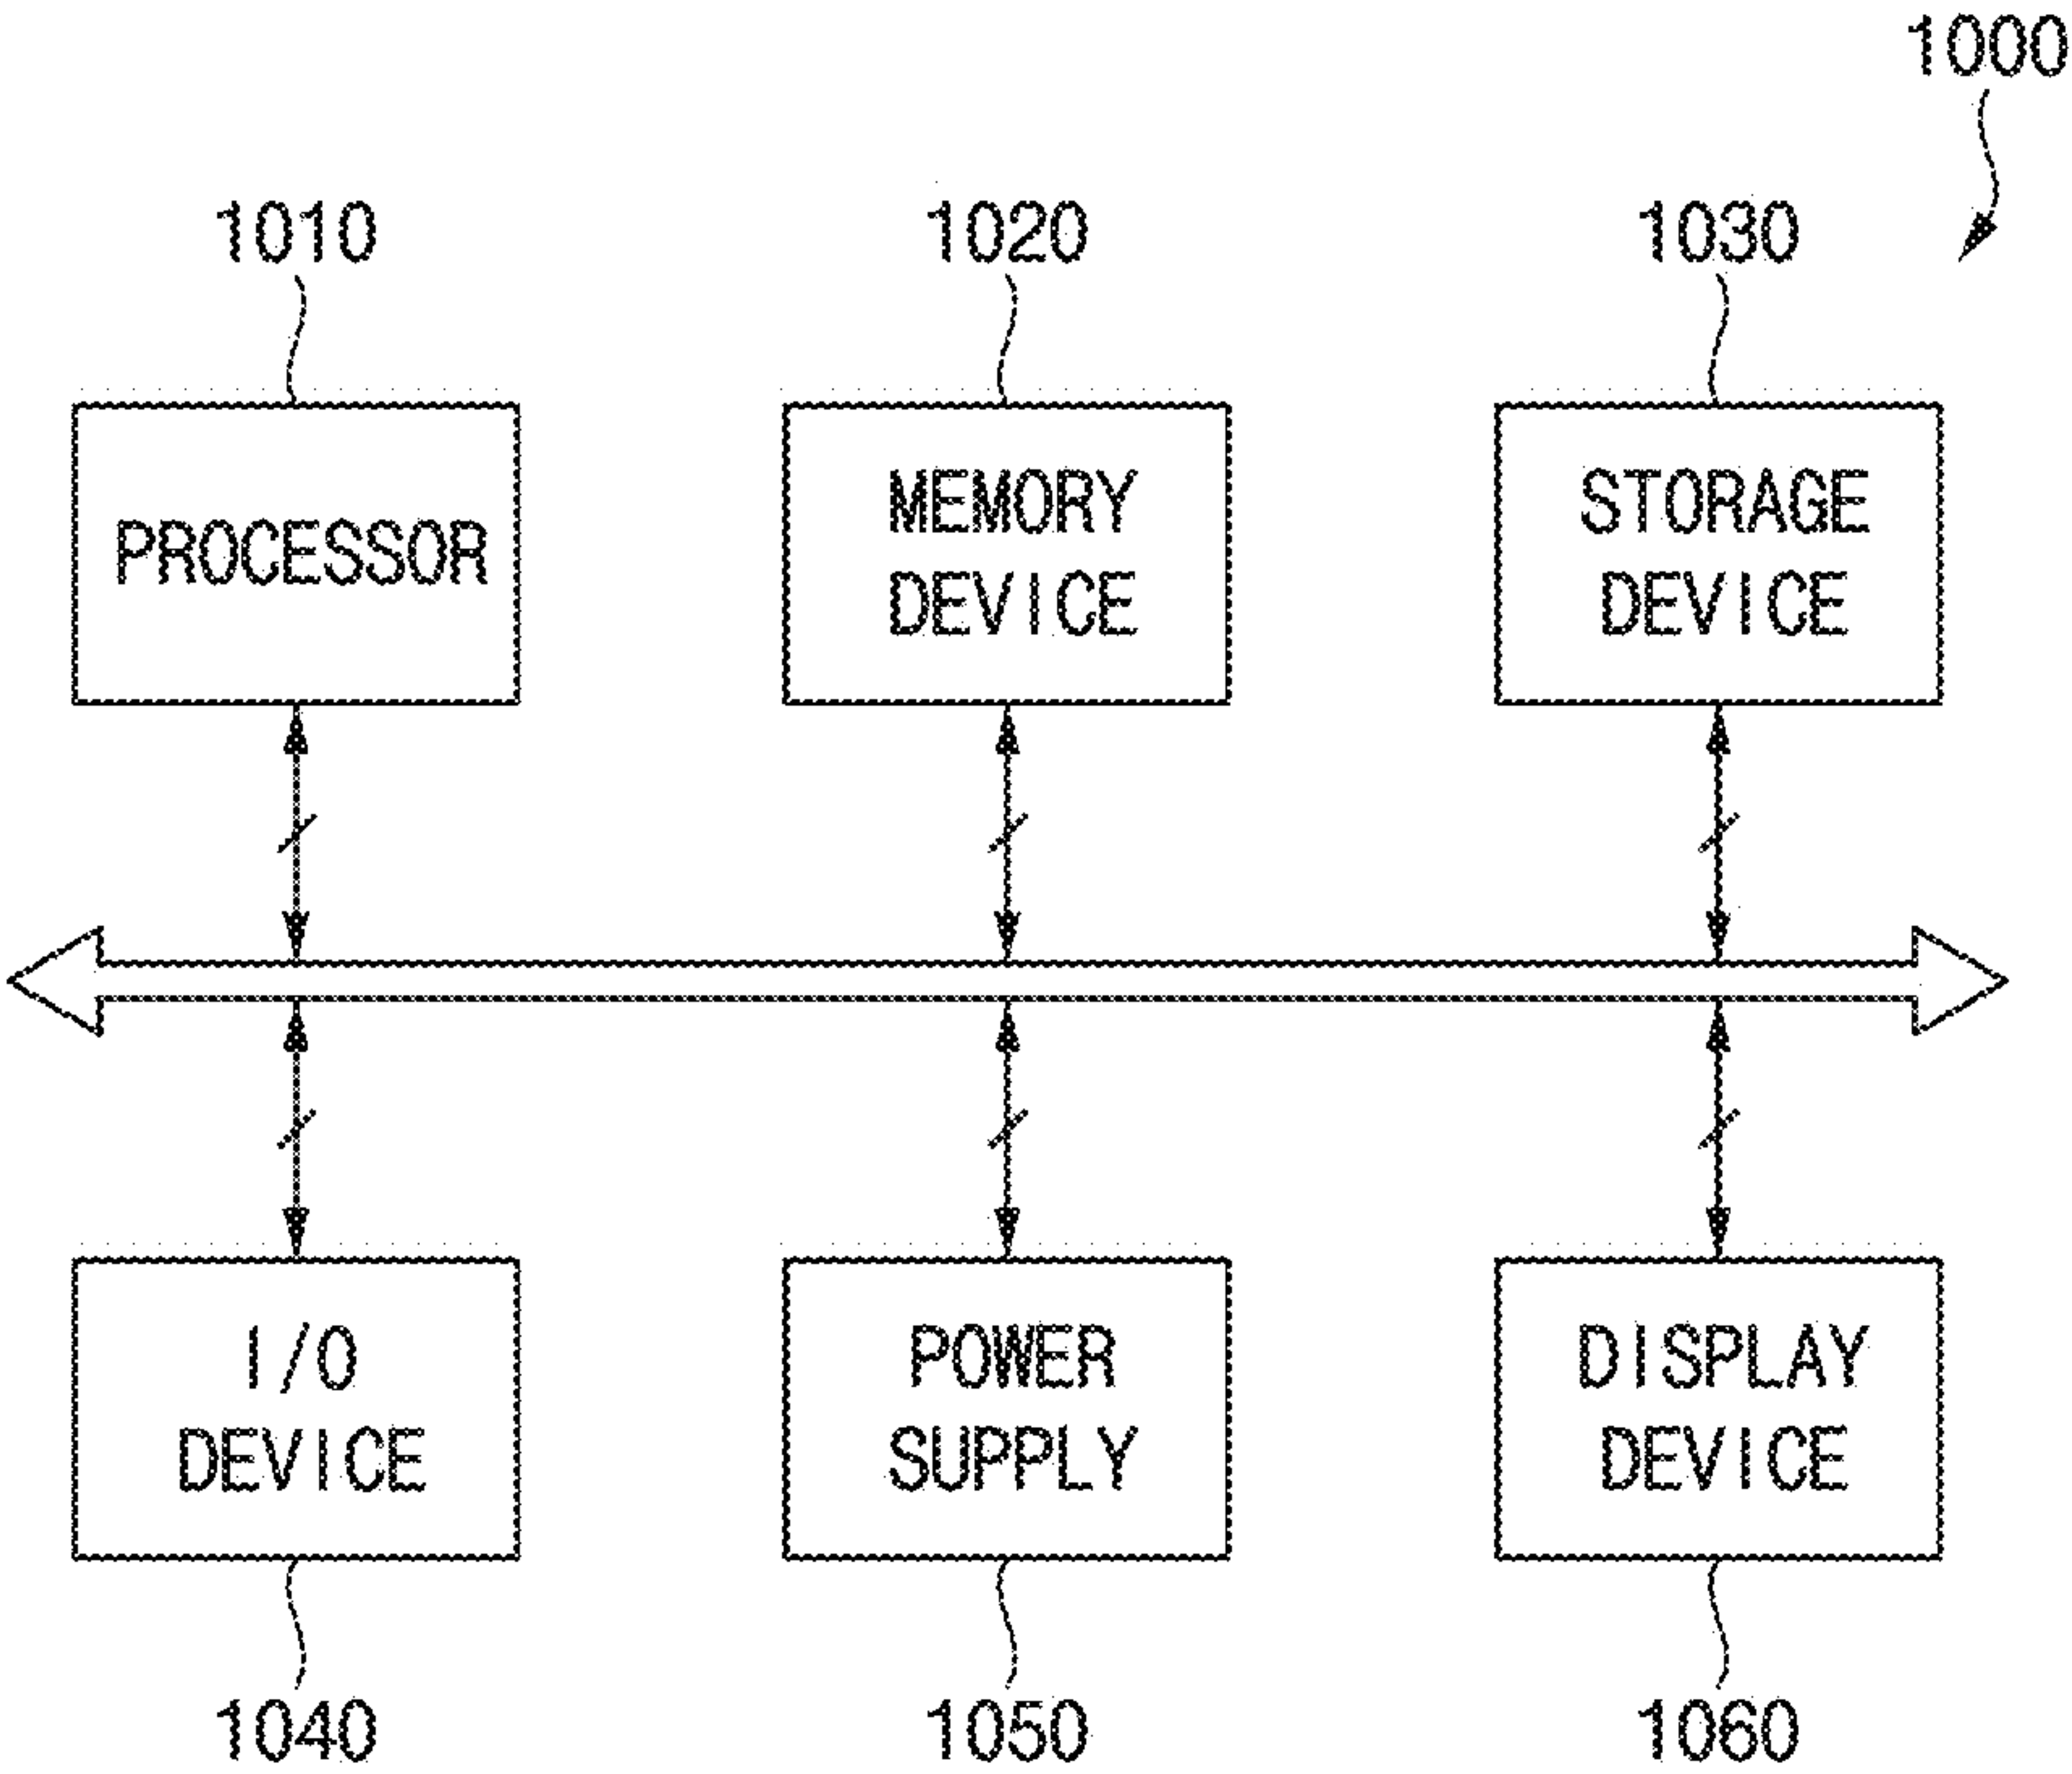 1000
1010
1020
1030
PROCESSOR
MEMORY
DEVICE
STORAGE
DEVICE
I/O
DEVICE
POWER
SUPPLY
DISPLAY
DEVICE
1040
1050
1060